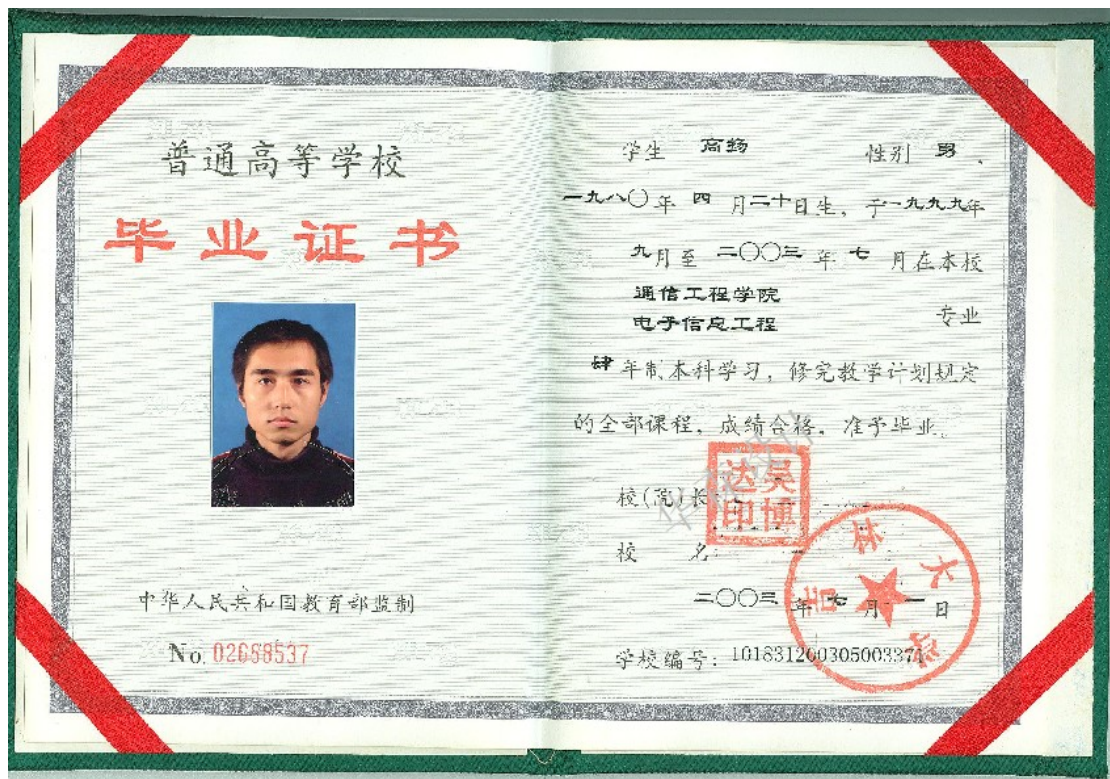 普通高等学校
毕业证书
中华人民共和国教育部监制
No. 02658537
学生 高扬 性别 男、
一九八〇年 四 月二十日生，于一九九九年
九月至 二〇〇三 年 七 月在本校
通信工程学院
电子信息工程 专业
肆年制本科学习，修完教学计划规定
的全部课程，成绩合格，准予毕业。
校(院)长
吴博达印
校 名：
吉林大学
二〇〇三 年 七 月 一 日
学校编号：101831200305003374